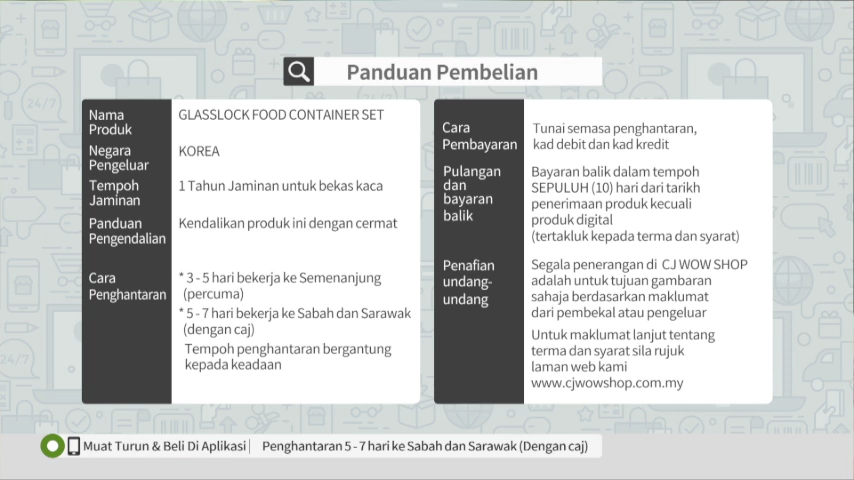 Panduan Pembelian
Nama
Produk
GLASSLOCK FOOD CONTAINER SET
Negara
Pengeluar
KOREA
Tempoh
Jaminan
1 Tahun Jaminan untuk bekas kaca
Panduan
Pengendalian
Kendalikan produk ini dengan cermat
Cara
Penghantaran
* 3 - 5 hari bekerja ke Semenanjung
(percuma)
* 5 - 7 hari bekerja ke Sabah dan Sarawak
(dengan caj)
Tempoh penghantaran bergantung
kepada keadaan
Cara
Pembayaran
Tunai semasa penghantaran,
kad debit dan kad kredit
Pulangan
dan
bayaran
balik
Bayaran balik dalam tempoh
SEPULUH (10) hari dari tarikh
penerimaan produk kecuali
produk digital
(tertakluk kepada terma dan syarat)
Penafian
undang-
undang
Segala penerangan di CJ WOW SHOP
adalah untuk tujuan gambaran
sahaja berdasarkan maklumat
dari pembekal atau pengeluar
Untuk maklumat lanjut tentang
terma dan syarat sila rujuk
laman web kami
www.cjwowshop.com.my
Muat Turun & Beli Di Aplikasi | Penghantaran 5 - 7 hari ke Sabah dan Sarawak (Dengan caj)
24/7
24/7